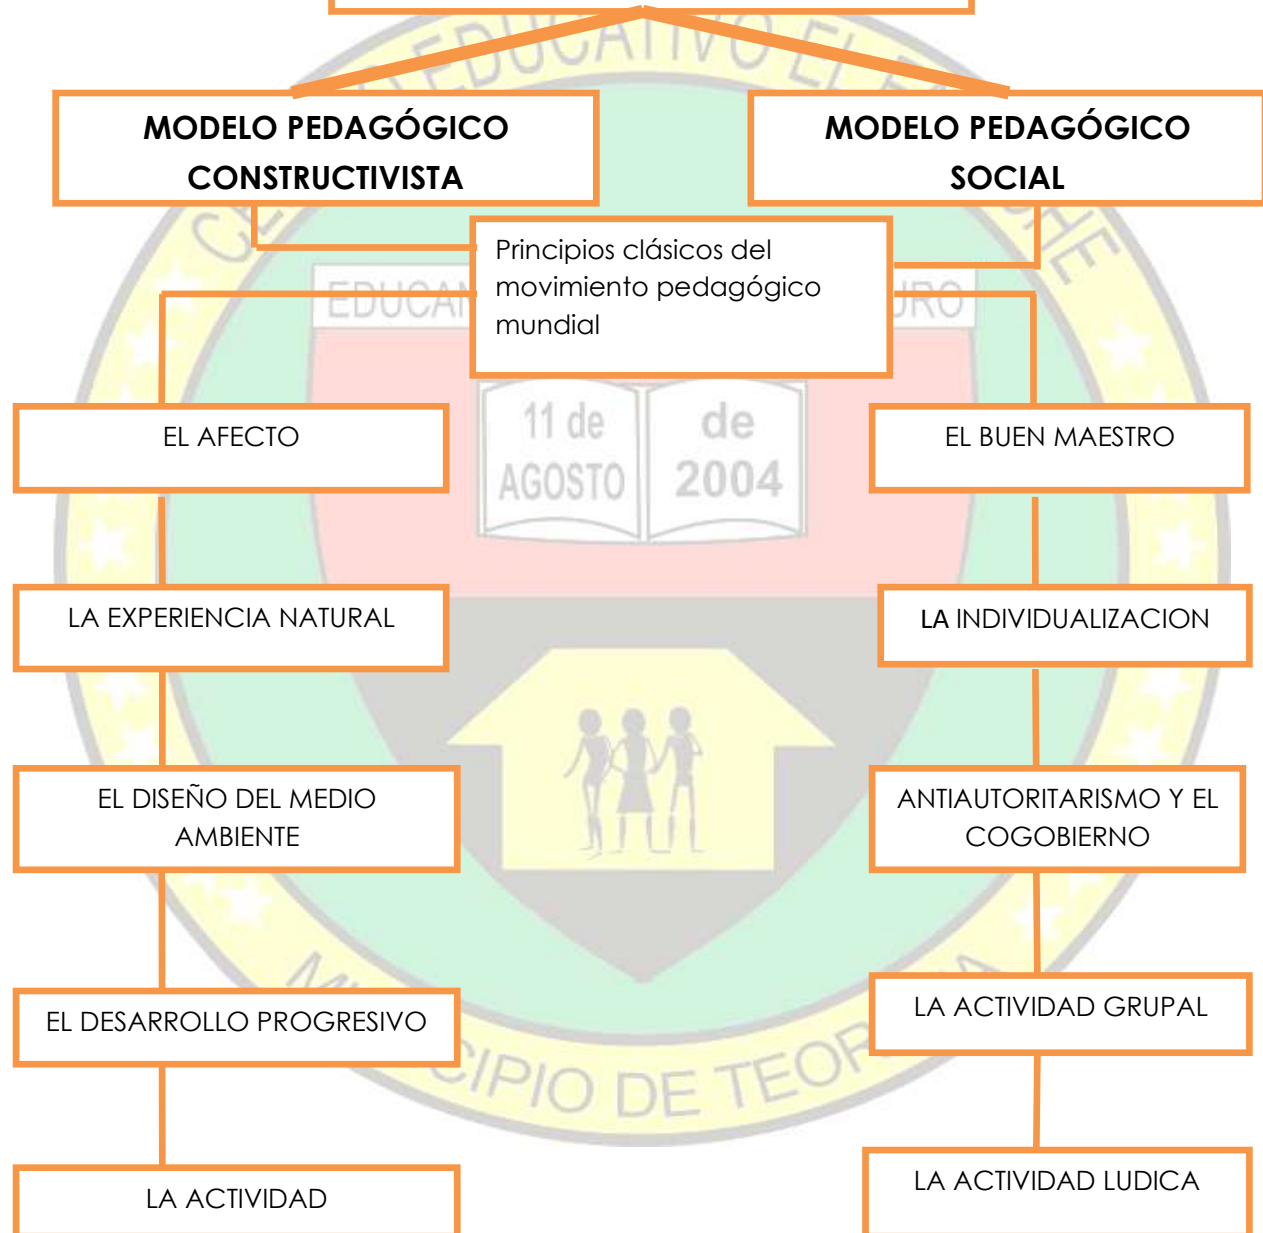 MODELO PEDAGÓGICO
CONSTRUCTIVISTA
MODELO PEDAGÓGICO
SOCIAL
Principios clásicos del
movimiento pedagógico
mundial
EL AFECTO
EL BUEN MAESTRO
LA EXPERIENCIA NATURAL
LA INDIVIDUALIZACION
EL DISEÑO DEL MEDIO
AMBIENTE
ANTIAUTORITARISMO Y EL
COGOBIERNO
EL DESARROLLO PROGRESIVO
LA ACTIVIDAD GRUPAL
LA ACTIVIDAD
LA ACTIVIDAD LUDICA
EDUCATIVO EL
11 de
AGOSTO
de
2004
DE